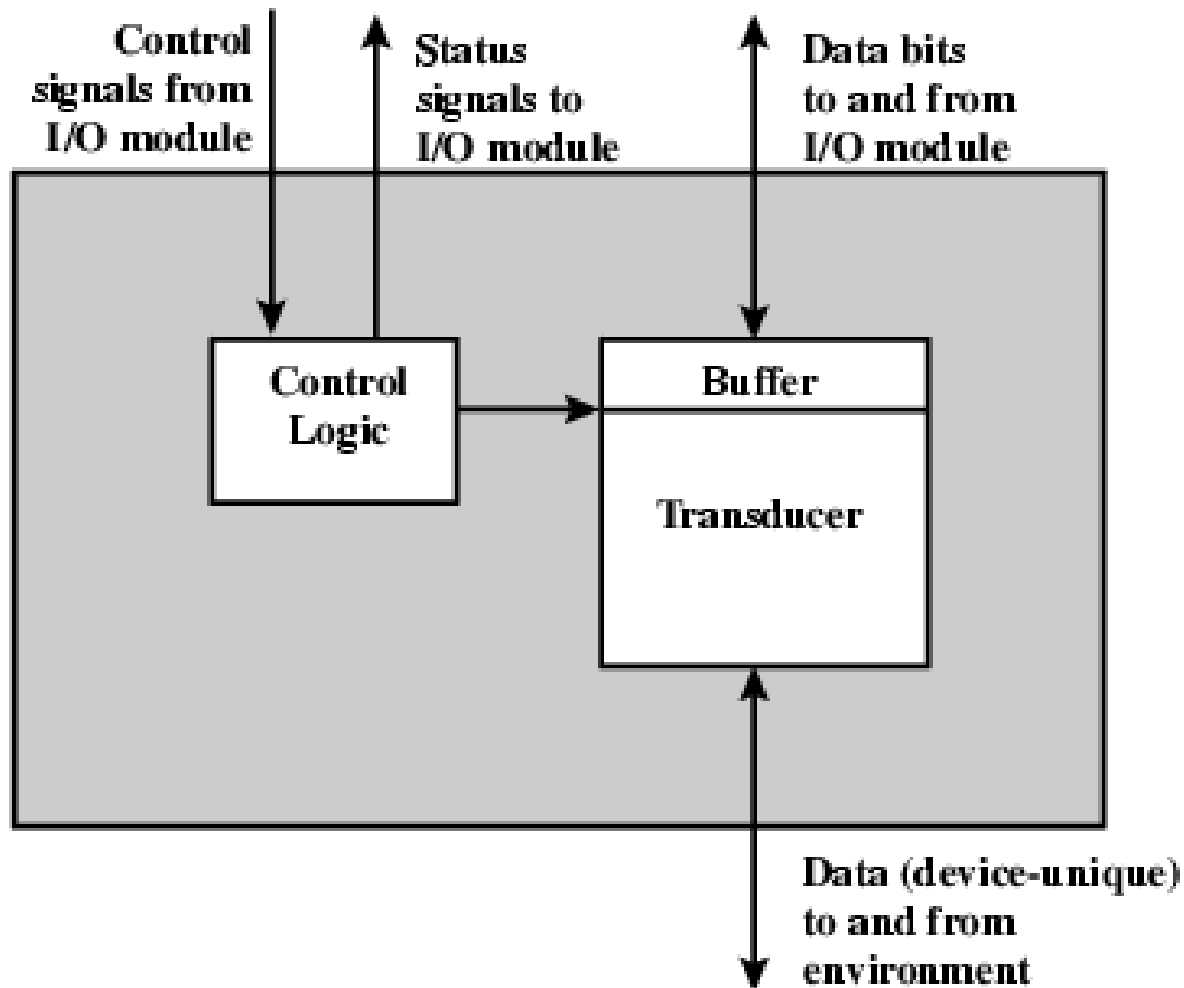 Control
signals from
I/O module
Status
signals to
I/O module
Data bits
to and from
I/O module
Control
Logic
Buffer
Transducer
Data (device-unique)
to and from
environment